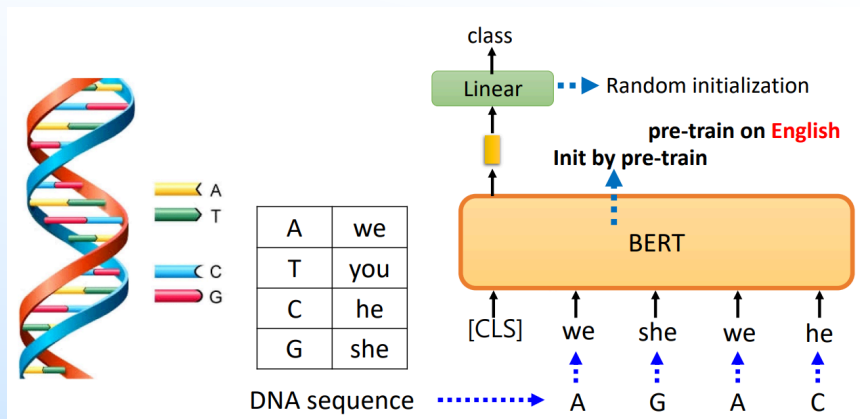 class
Linear
Random initialization
pre-train on English
Init by pre-train
A
T
C
G
A we
T you
C he
G she
BERT
[CLS] we she we he
DNA sequence A G A C